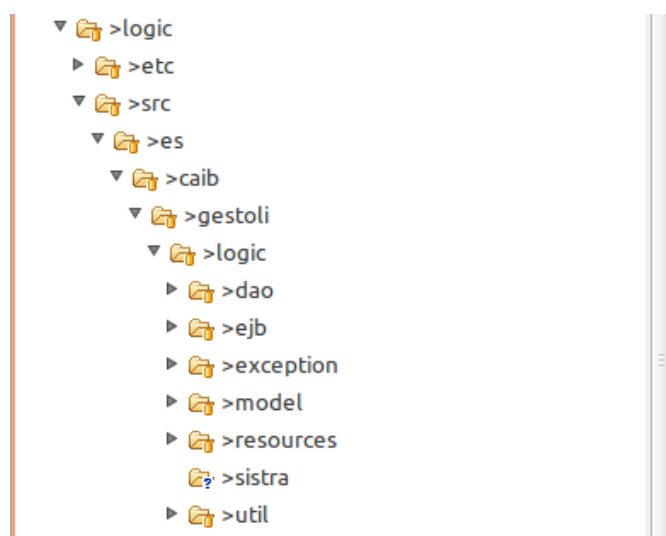 >logic
>etc
>src
>es
>caib
>gestoli
>logic
>dao
>ejb
>exception
>model
>resources
>sistra
>util